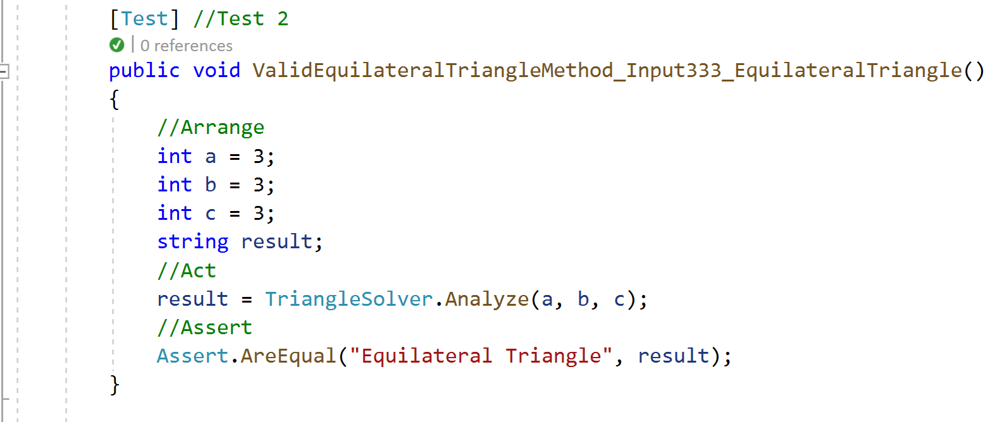 [Test] //Test 2
| 0 references
public void ValidEquilateralTriangleMethod_Input333_EquilateralTriangle()
{
//Arrange
int a = 3;
int b = 3;
int c = 3;
string result;
//Act
result = TriangleSolver.Analyze(a, b, c);
//Assert
Assert.AreEqual("Equilateral Triangle", result);
}